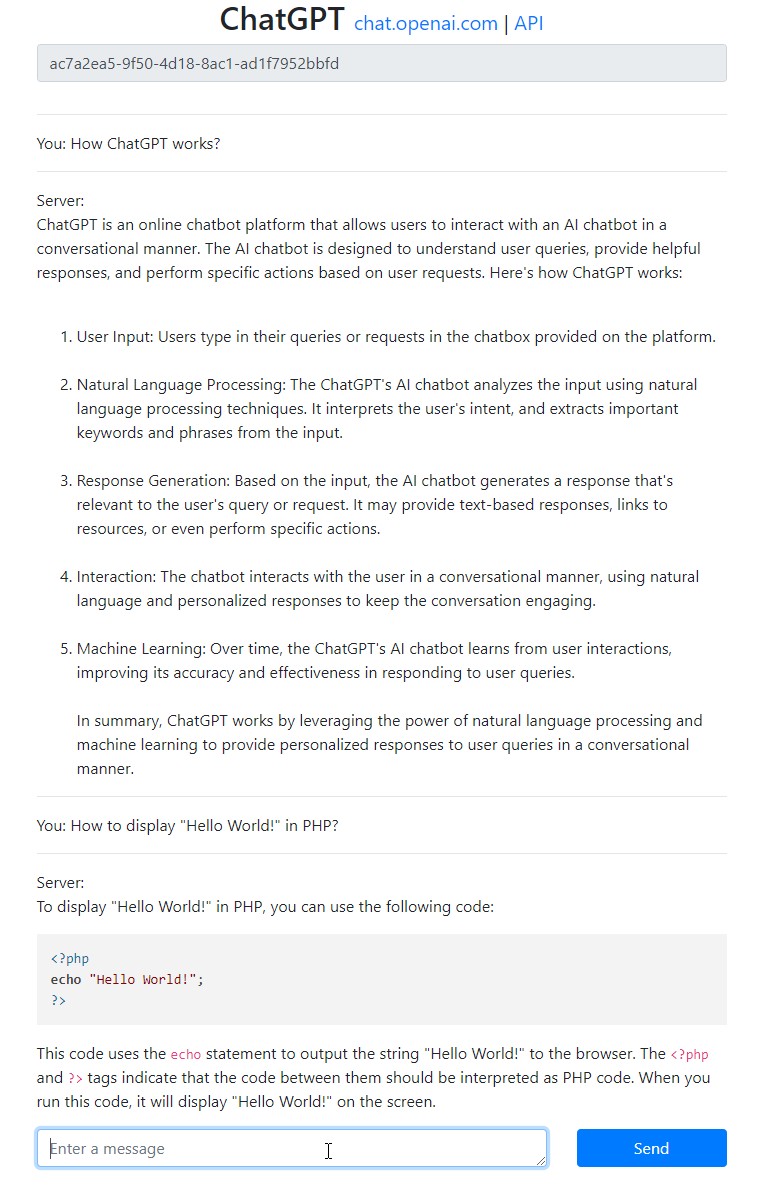 ChatGPT chat.openai.com | API
ac7a2ea5-9f50-4d18-8ac1-ad1f7952bbfd
You: How ChatGPT works?
Server:
ChatGPT is an online chatbot platform that allows users to interact with an AI chatbot in a
conversational manner. The AI chatbot is designed to understand user queries, provide helpful
responses, and perform specific actions based on user requests. Here's how ChatGPT works:
1. User Input: Users type in their queries or requests in the chatbox provided on the platform.
2. Natural Language Processing: The ChatGPT's AI chatbot analyzes the input using natural
language processing techniques. It interprets the user's intent, and extracts important
keywords and phrases from the input.
3. Response Generation: Based on the input, the AI chatbot generates a response that's
relevant to the user's query or request. It may provide text-based responses, links to
resources, or even perform specific actions.
4. Interaction: The chatbot interacts with the user in a conversational manner, using natural
language and personalized responses to keep the conversation engaging.
5. Machine Learning: Over time, the ChatGPT's AI chatbot learns from user interactions,
improving its accuracy and effectiveness in responding to user queries.
In summary, ChatGPT works by leveraging the power of natural language processing and
machine learning to provide personalized responses to user queries in a conversational
manner.
You: How to display "Hello World!" in PHP?
Server:
To display "Hello World!" in PHP, you can use the following code:
<?php
echo "Hello World!";
?>
This code uses the echo statement to output the string "Hello World!" to the browser. The <?php
and ?> tags indicate that the code between them should be interpreted as PHP code. When you
run this code, it will display "Hello World!" on the screen.
Enter a message
Send